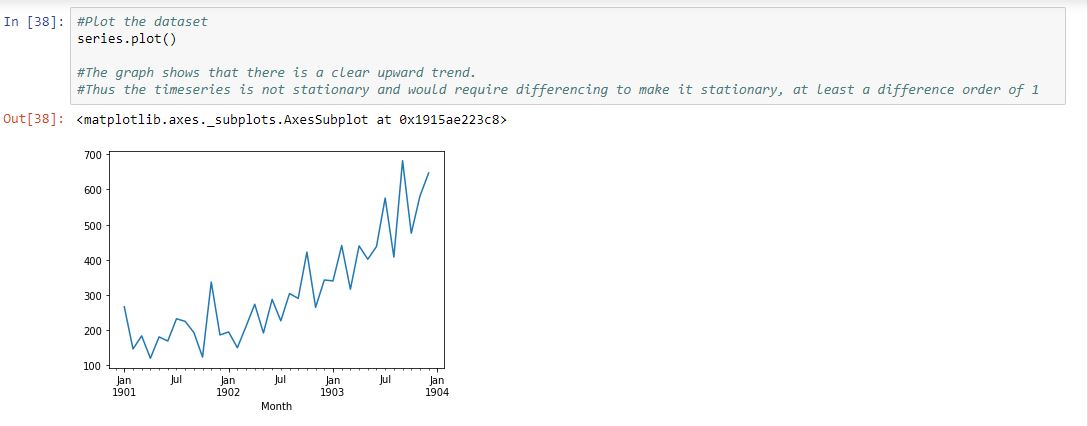 In [38]: #Plot the dataset
series.plot()
#The graph shows that there is a clear upward trend.
#Thus the timeseries is not stationary and would require differencing to make it stationary, at least a difference order of 1
Out[38]: <matplotlib.axes._subplots.AxesSubplot at 0x1915ae223c8>
700
600
500
400
300
200
100
Jan Jul Jan Jul Jan Jul Jan
1901 1902 1903 1904
Month